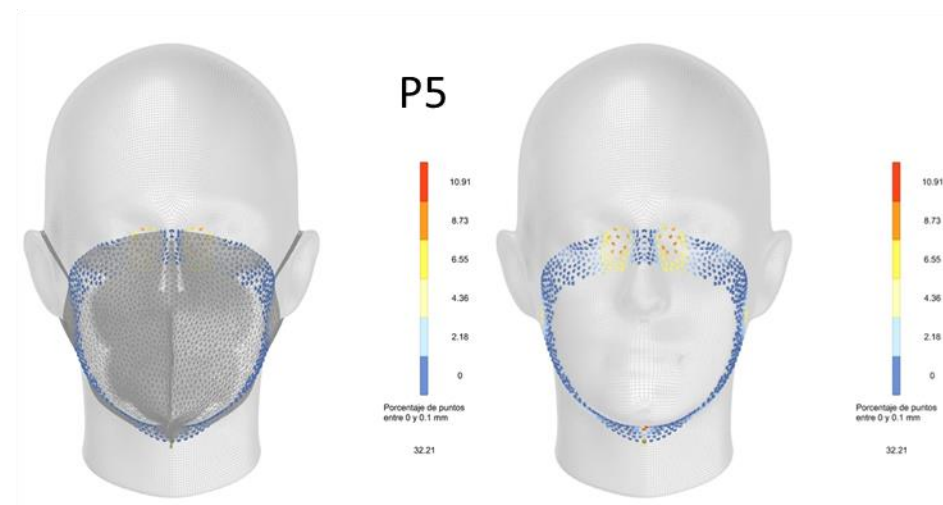 P5
10.91
8.73
6.55
4.36
2.18
0
Porcentaje de puntos
entre 0 y 0.1 mm
32.21
10.91
8.73
6.55
4.36
2.18
0
Porcentaje de puntos
entre 0 y 0.1 mm
32.21